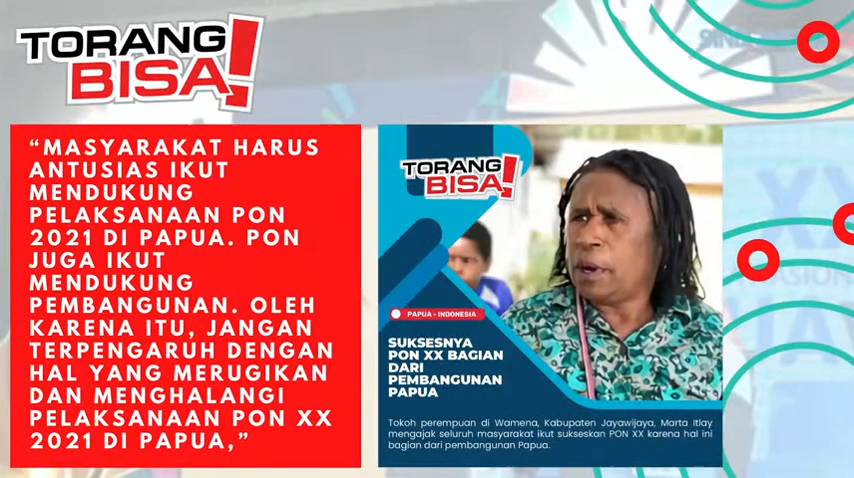 TORANG
BISA!
“MASYARAKAT HARUS
ANTUSIAS IKUT
MENDUKUNG
PELAKSANAAN PON
2021 DI PAPUA. PON
JUGA IKUT
MENDUKUNG
PEMBANGUNAN. OLEH
KARENA ITU, JANGAN
TERPENGARUH DENGAN
HAL YANG MERUGIKAN
DAN MENGHALANGI
PELAKSANAAN PON XX
2021 DI PAPUA,”
TORANG
BISA!
PAPUA - INDONESIA
SUKSESNYA
PON XX BAGIAN
DARI
PEMBANGUNAN
PAPUA
Tokoh perempuan di Wamena, Kabupaten Jayawijaya, Marta Itlay
mengajak seluruh masyarakat ikut sukseskan PON XX karena hal ini
bagian dari pembangunan Papua.
XX